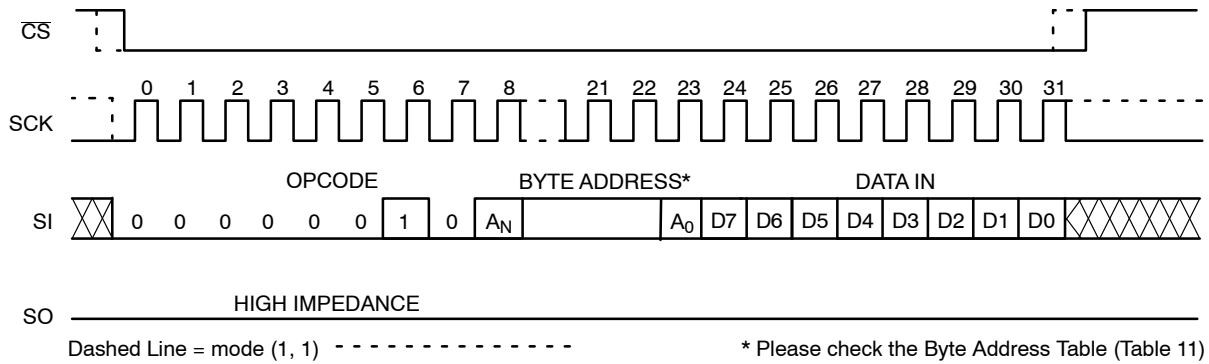 CS
0 1 2 3 4 5 6 7 8 21 22 23 24 25 26 27 28 29 30 31
SCK
OPCODE BYTE ADDRESS* DATA IN
SI 0 0 0 0 0 0 1 0 AN A0 D7 D6 D5 D4 D3 D2 D1 D0
HIGH IMPEDANCE
SO
Dashed Line = mode (1, 1) - - - - - - - - - - - - - - - * Please check the Byte Address Table (Table 11)